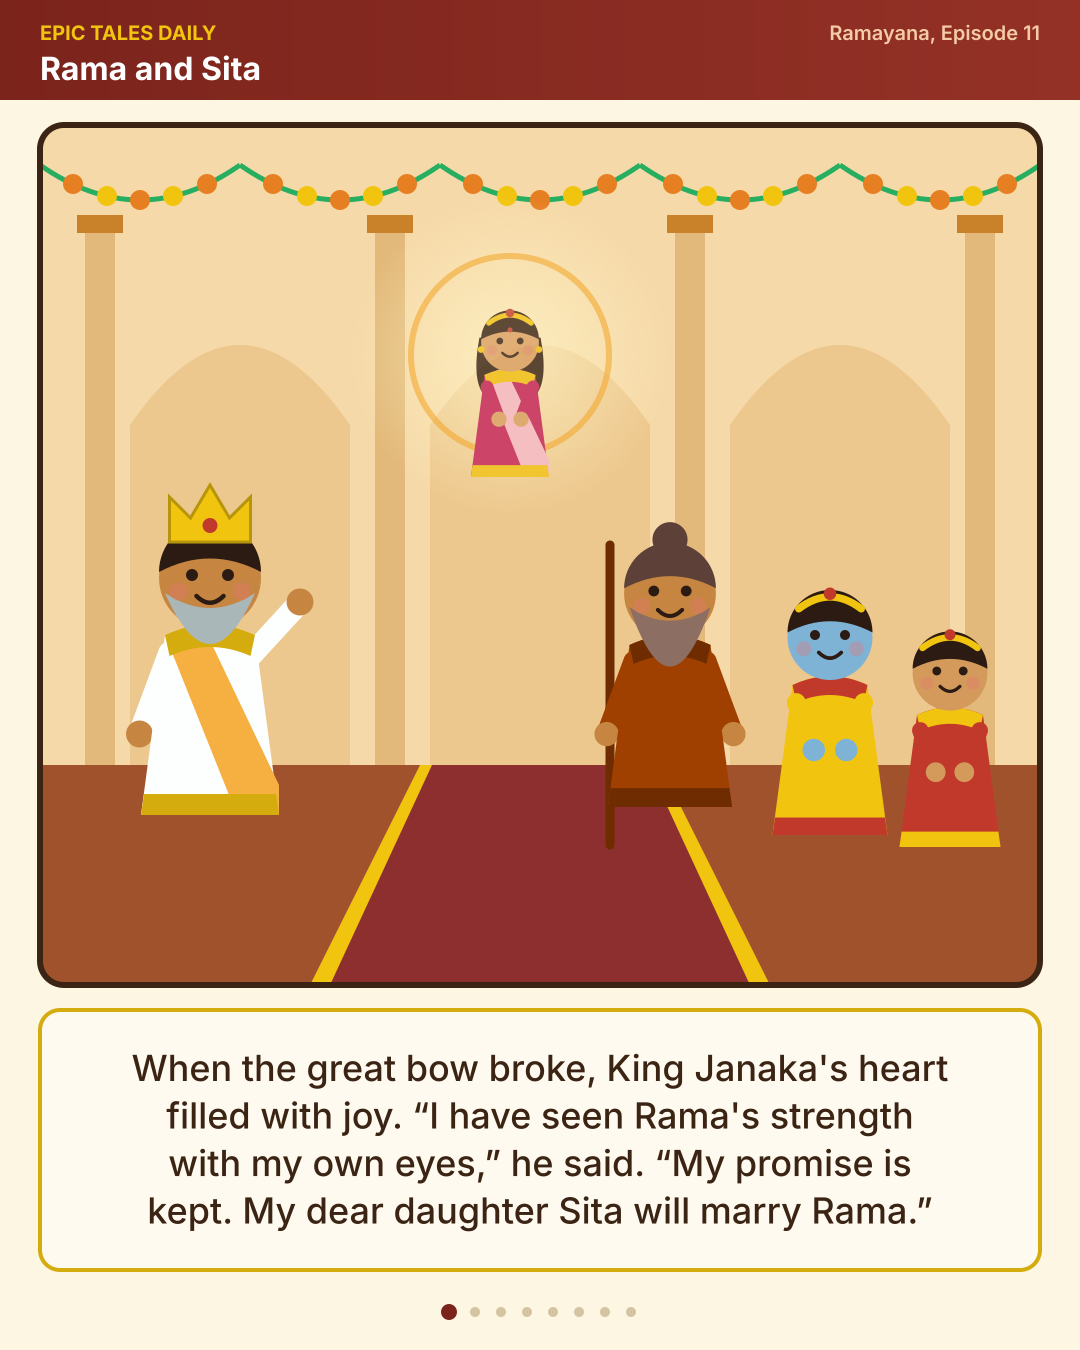 EPIC TALES DAILY
Ramayana, Episode 11
Rama and Sita
When the great bow broke, King Janaka's heart
filled with joy. “I have seen Rama's strength
with my own eyes,” he said. “My promise is
kept. My dear daughter Sita will marry Rama.”